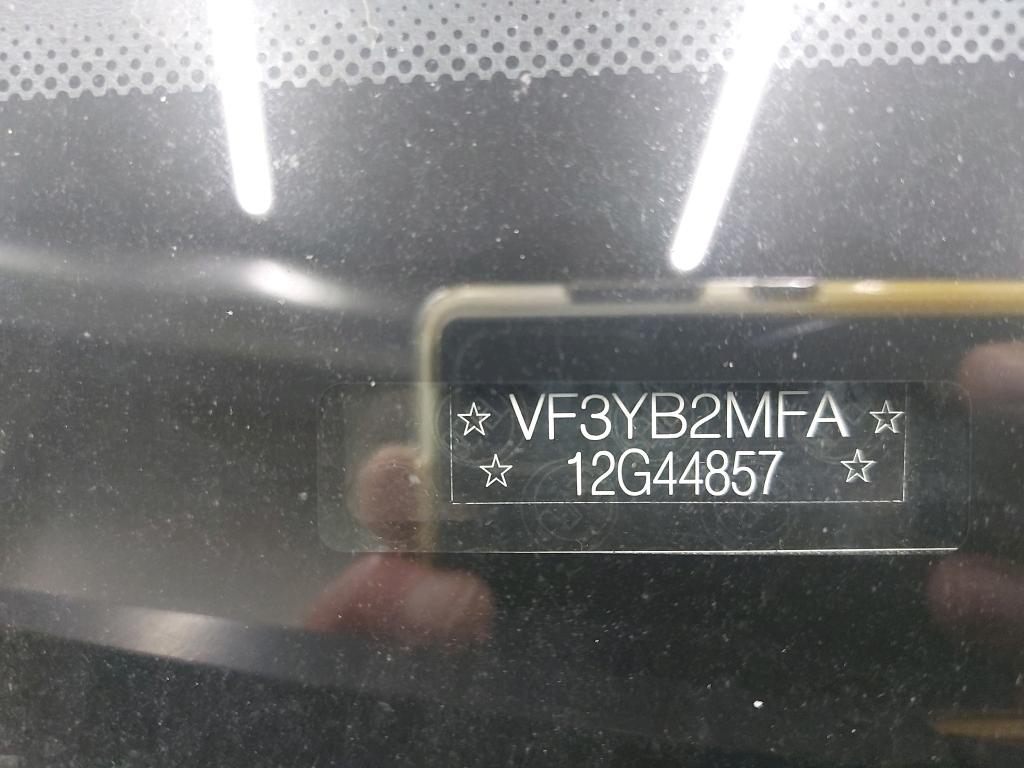 ☆ VF3YB2MFA ☆
☆ 12G44857 ☆